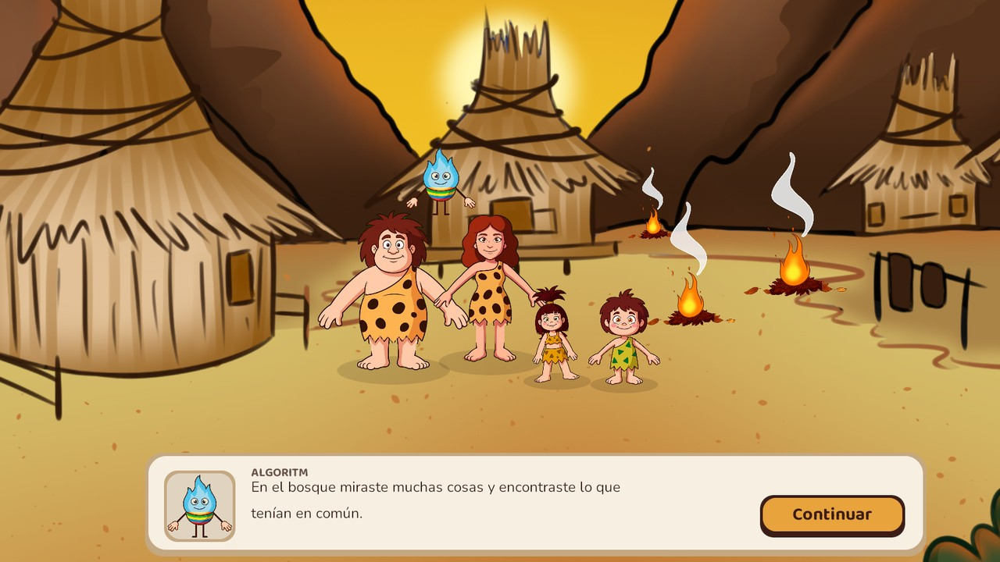 ALGORITM
En el bosque miraste muchas cosas y encontraste lo que
tenían en común.
Continuar